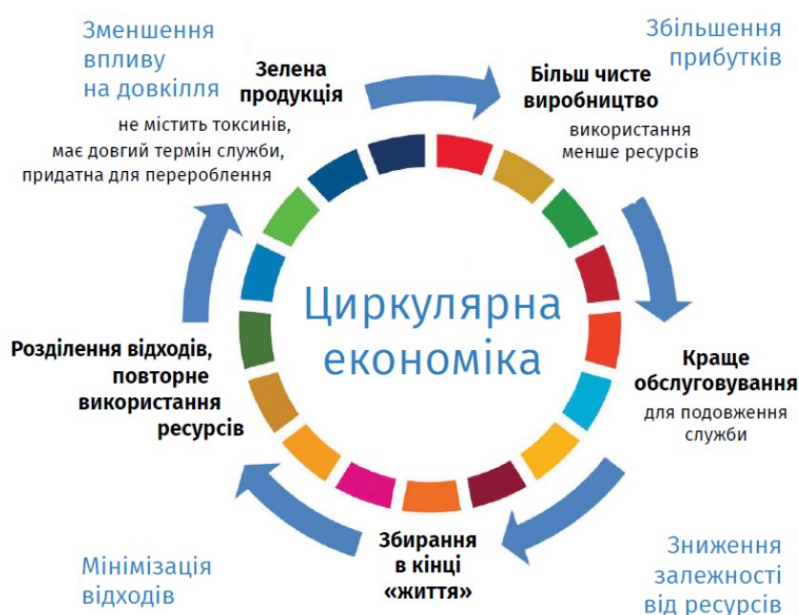 Зменшення
впливу
на довкілля
Збільшення
прибутків
Зелена
продукція
не містить токсинів,
має довгий термін служби,
придатна для перероблення
Більш чисте
виробництво
використання
менше ресурсів
Циркулярна
економіка
Розділення відходів,
повторне
використання
ресурсів
Краще
обслуговування
для подовження
служби
Збирання
в кінці
«життя»
Мінімізація
відходів
Зниження
залежності
від ресурсів